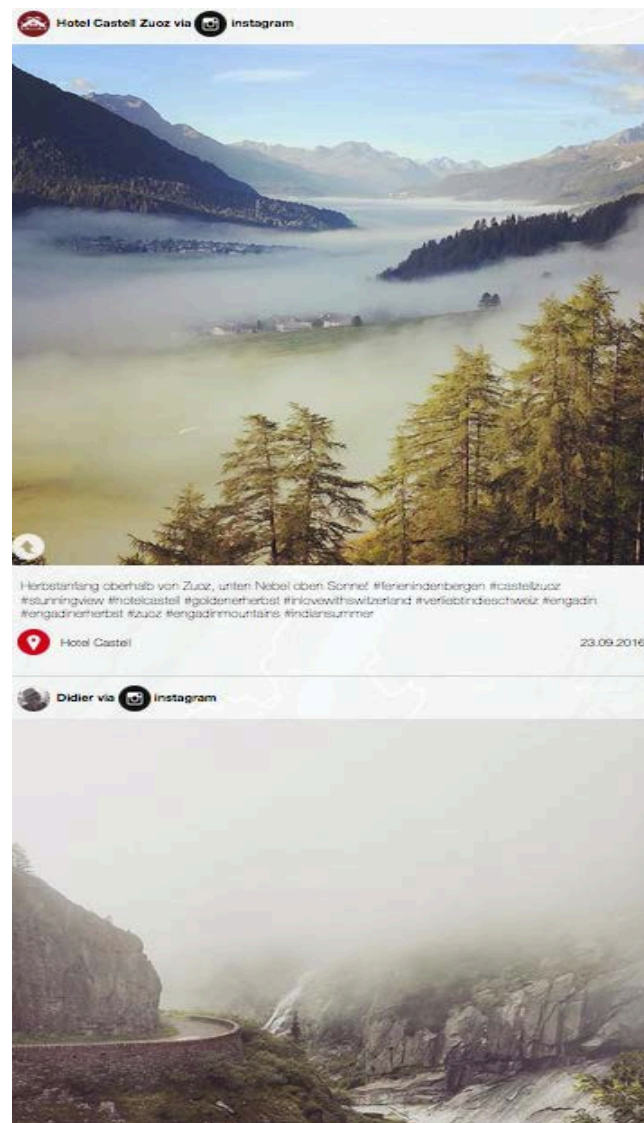 Hotel Castell Zuoz via instagram
Herbstanfang oberhalb von Zuoz, unten Nebel oben Sonne! #ferienindenbergen #castellzuoz
#stunningview #hotelcastell #goldenerherbst #inlovewithswitzerland #verliebtindieschweiz #engadin
#engadinerherbst #zuoz #engadinmountains #indiansummer
Hotel Castell 23.09.2016
Didier via instagram